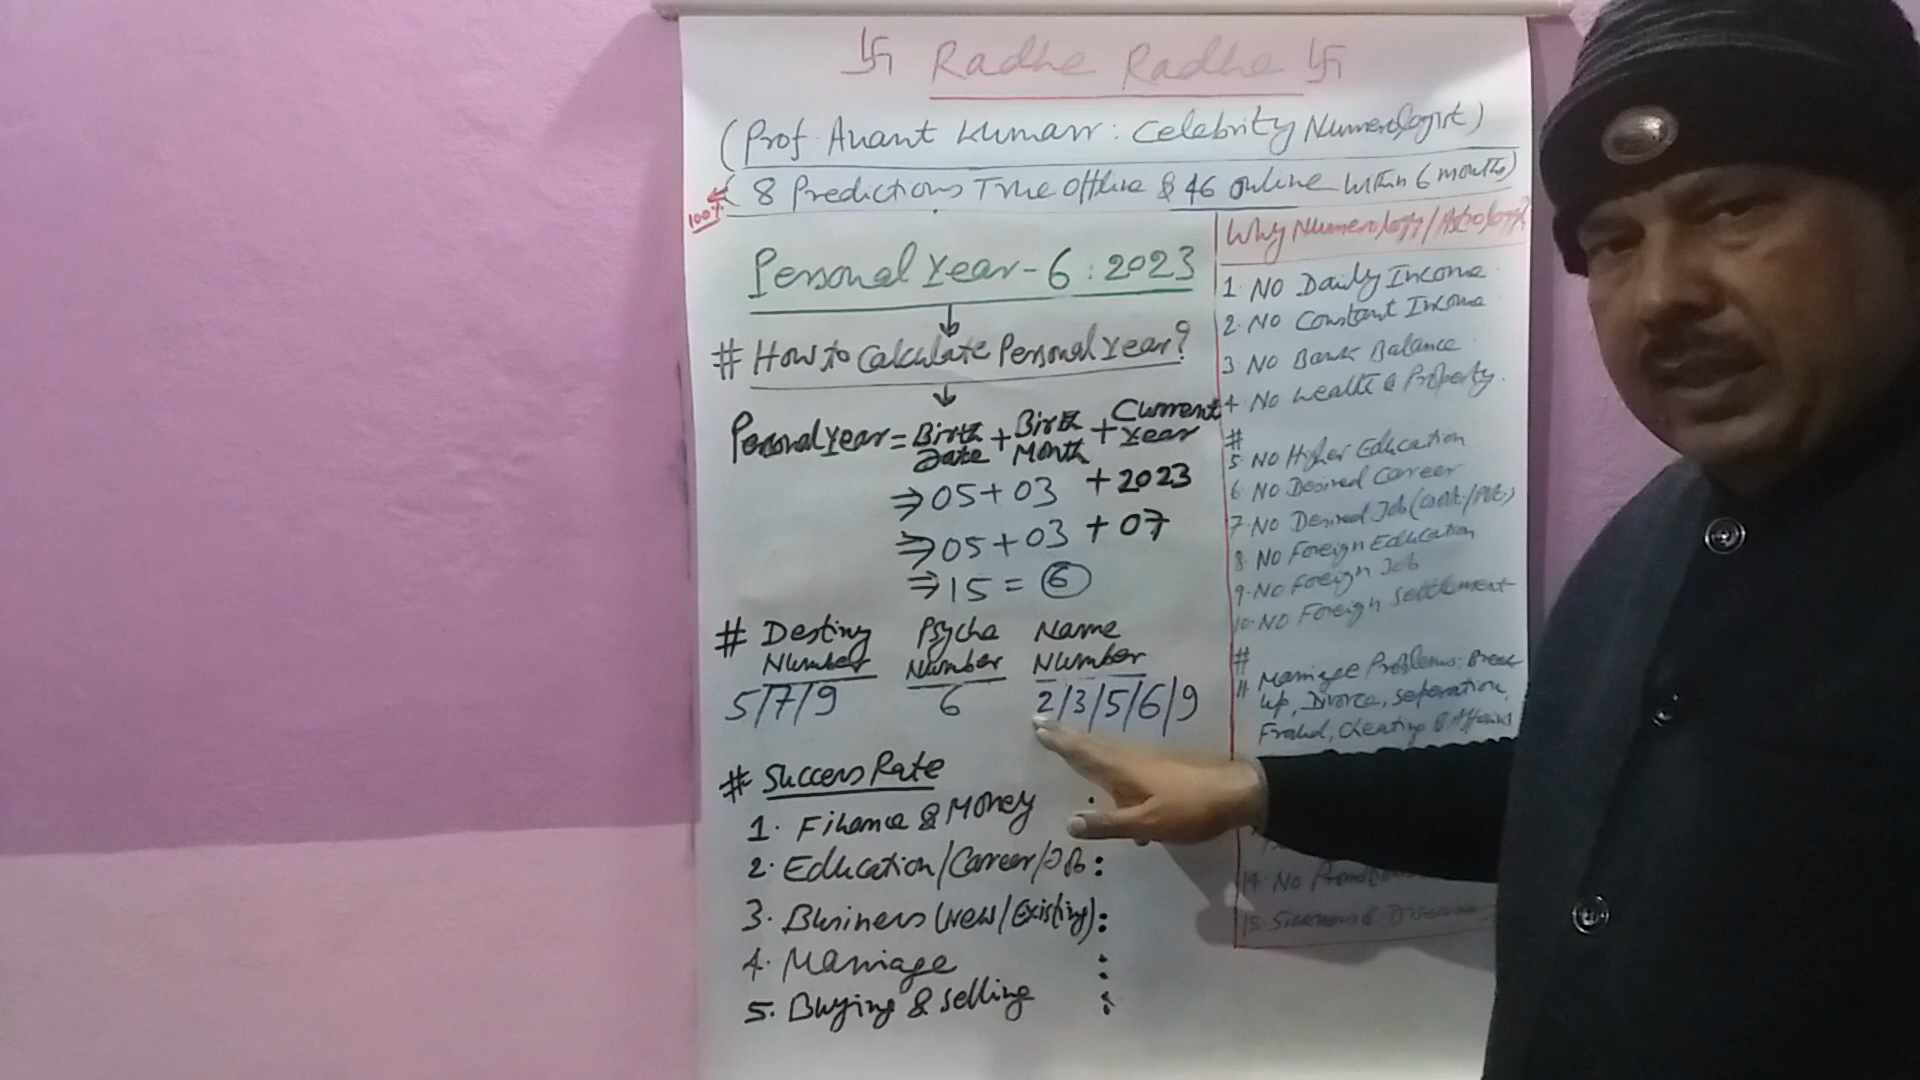 卐 Radhe Radhe 卐
(Prof. Anant Kumarr: Celebrity Numerologist)
100% ( 8 Predictions True Offline & 46 online within 6 months)
Personal Year - 6 : 2023
# How to Calculate Personal Year?
Personal Year = Birth Date + Birth Month + Current Year
⇒ 05 + 03 + 2023
⇒ 05 + 03 + 07
⇒ 15 = 6
# Destiny Number Psyche Number Name Number
5/7/9 6 2/3/5/6/9
# Success Rate
1. Finance & Money :
2. Education/Career/Job :
3. Business (New/Existing) :
4. Marriage :
5. Buying & Selling :
Why Numerology/Astrology?
1. No Daily Income
2. No Constant Income
3. No Bank Balance
4. No Wealth & Property.
#
5. No Higher Education
6. No Desired Career
7. No Desired Job (Govt./Pvt.)
8. No Foreign Education
9. No Foreign Job
10. No Foreign Settlement
#
11. Marriage Problems: Break
up, Divorce, Seperation,
Fraud, Cheating & Affairs
14. No
15.